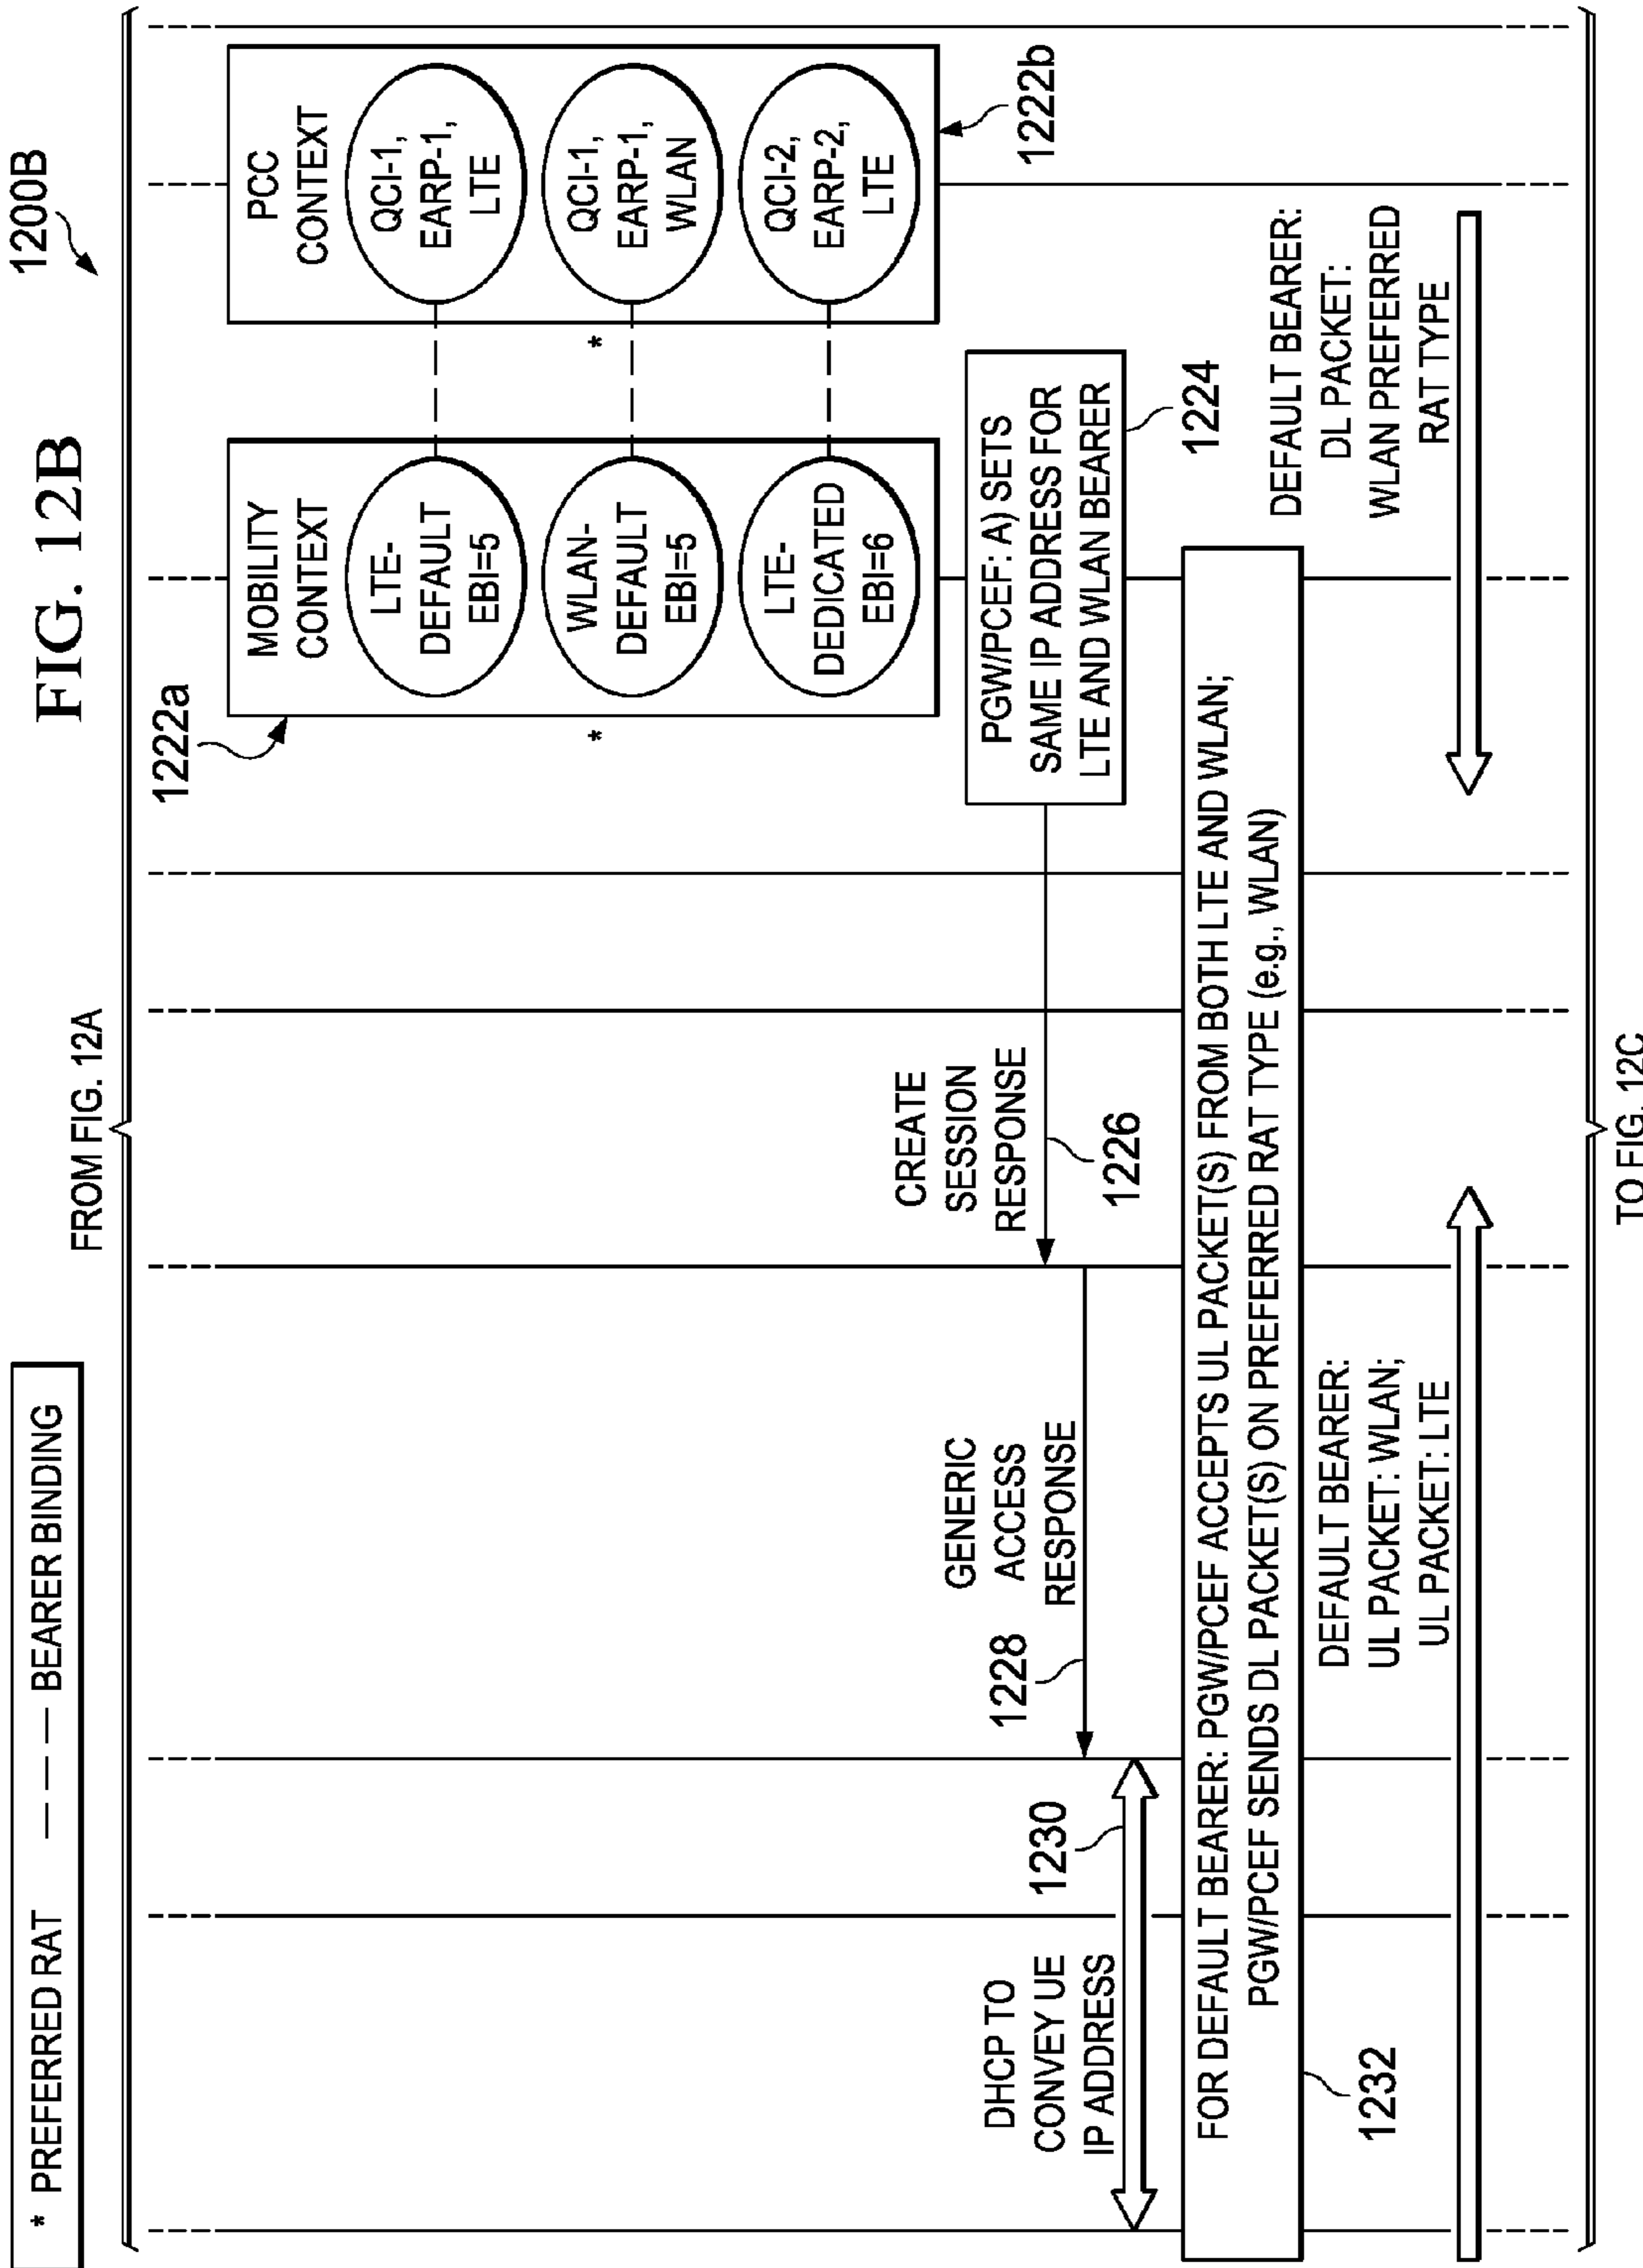 * PREFERRED RAT — — — BEARER BINDING
FIG. 12B
1200B
FROM FIG. 12A
1222a
MOBILITY
CONTEXT
LTE-
DEFAULT
EBI=5
*
WLAN-
DEFAULT
EBI=5
LTE-
DEDICATED
EBI=6
PCC
CONTEXT
QCI-1,
EARP-1,
LTE
*
QCI-1,
EARP-1,
WLAN
QCI-2,
EARP-2,
LTE
1222b
PGW/PCEF: A) SETS
SAME IP ADDRESS FOR
LTE AND WLAN BEARER
1224
CREATE
SESSION
RESPONSE
1226
GENERIC
ACCESS
RESPONSE
1228
DHCP TO
CONVEY UE
IP ADDRESS
1230
FOR DEFAULT BEARER: PGW/PCEF ACCEPTS UL PACKET(S) FROM BOTH LTE AND WLAN;
PGW/PCEF SENDS DL PACKET(S) ON PREFERRED RAT TYPE (e.g., WLAN)
1232
DEFAULT BEARER:
UL PACKET: WLAN;
UL PACKET: LTE
DEFAULT BEARER:
DL PACKET:
WLAN PREFERRED
RAT TYPE
TO FIG. 12C